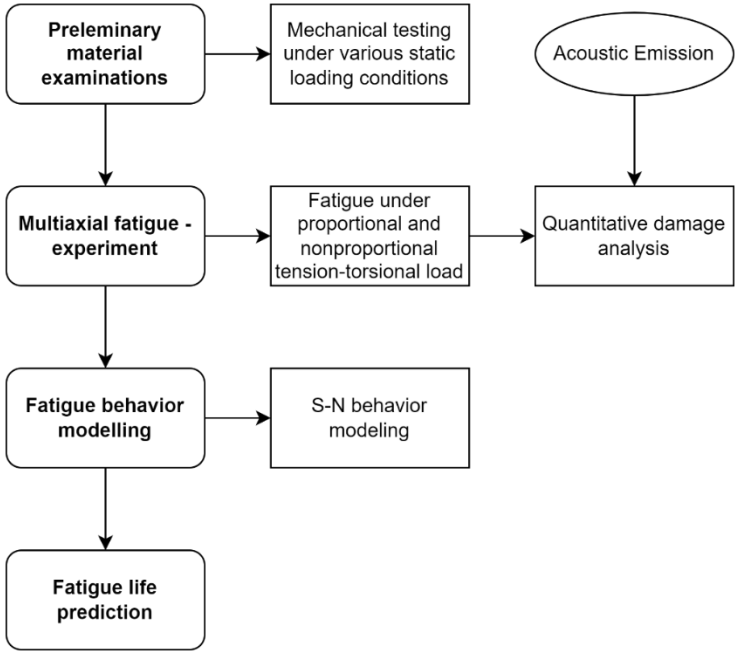 Preleminary
material
examinations
Mechanical testing
under various static
loading conditions
Acoustic Emission
Multiaxial fatigue -
experiment
Fatigue under
proportional and
nonproportional
tension-torsional load
Quantitative damage
analysis
Fatigue behavior
modelling
S-N behavior
modeling
Fatigue life
prediction